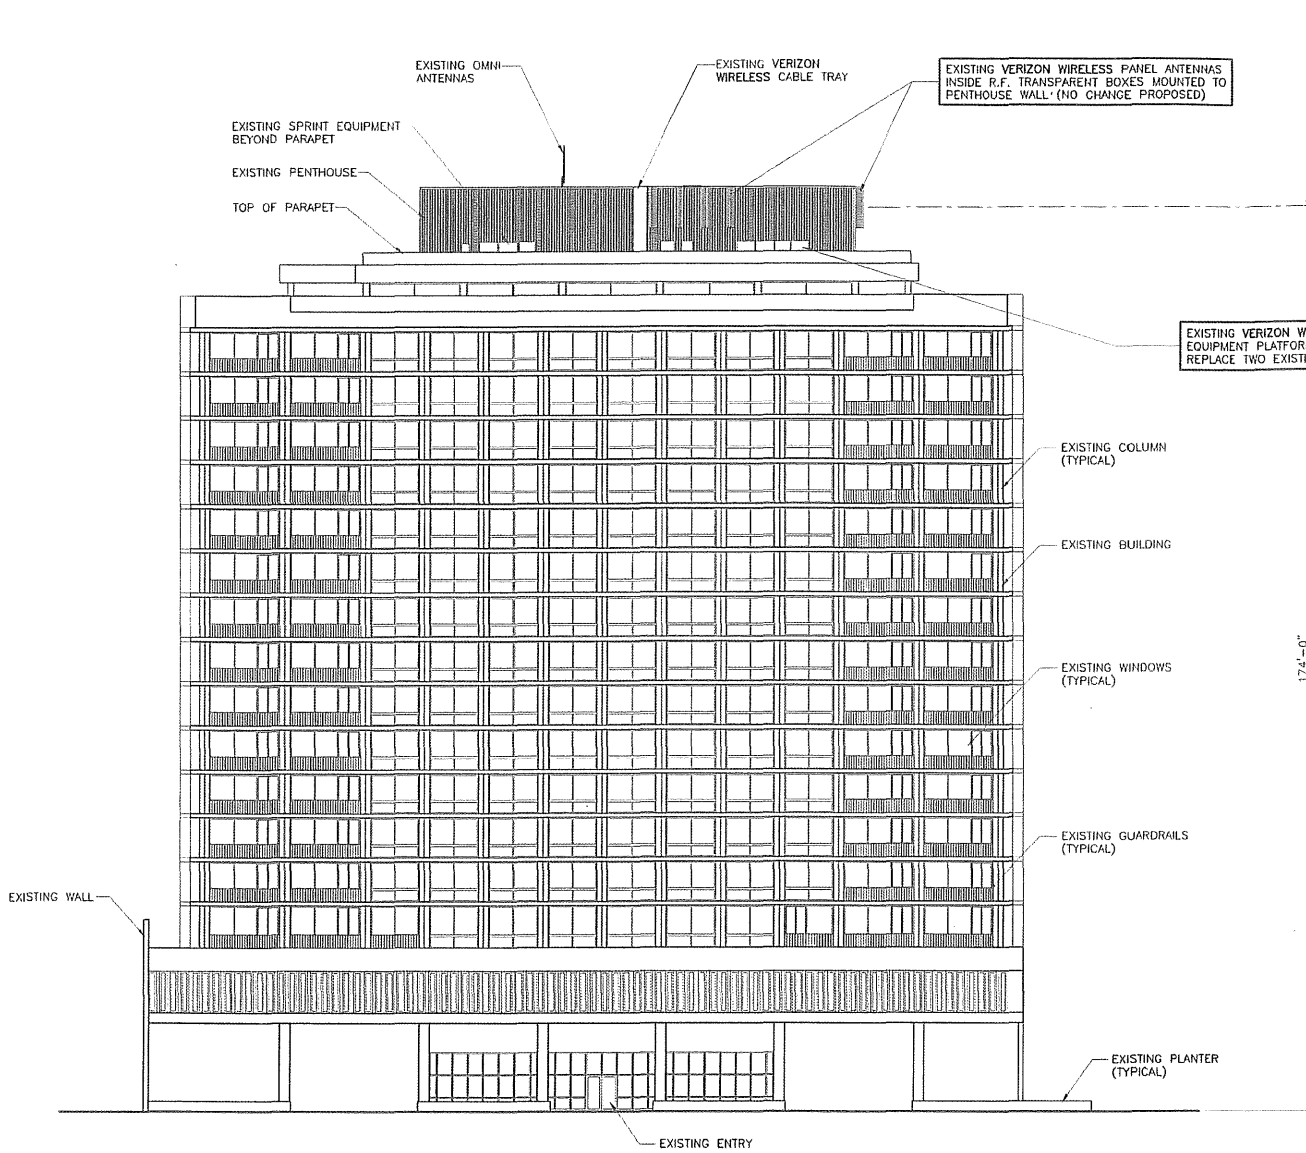 EXISTING OMNI
ANTENNAS
EXISTING VERIZON
WIRELESS CABLE TRAY
EXISTING VERIZON WIRELESS PANEL ANTENNAS
INSIDE R.F. TRANSPARENT BOXES MOUNTED TO
PENTHOUSE WALL (NO CHANGE PROPOSED)
EXISTING SPRINT EQUIPMENT
BEYOND PARAPET
EXISTING PENTHOUSE
TOP OF PARAPET
EXISTING VERIZON W
EQUIPMENT PLATFOR
REPLACE TWO EXIST
EXISTING COLUMN
(TYPICAL)
EXISTING BUILDING
174'-0"
EXISTING WINDOWS
(TYPICAL)
EXISTING GUARDRAILS
(TYPICAL)
EXISTING WALL
EXISTING PLANTER
(TYPICAL)
EXISTING ENTRY